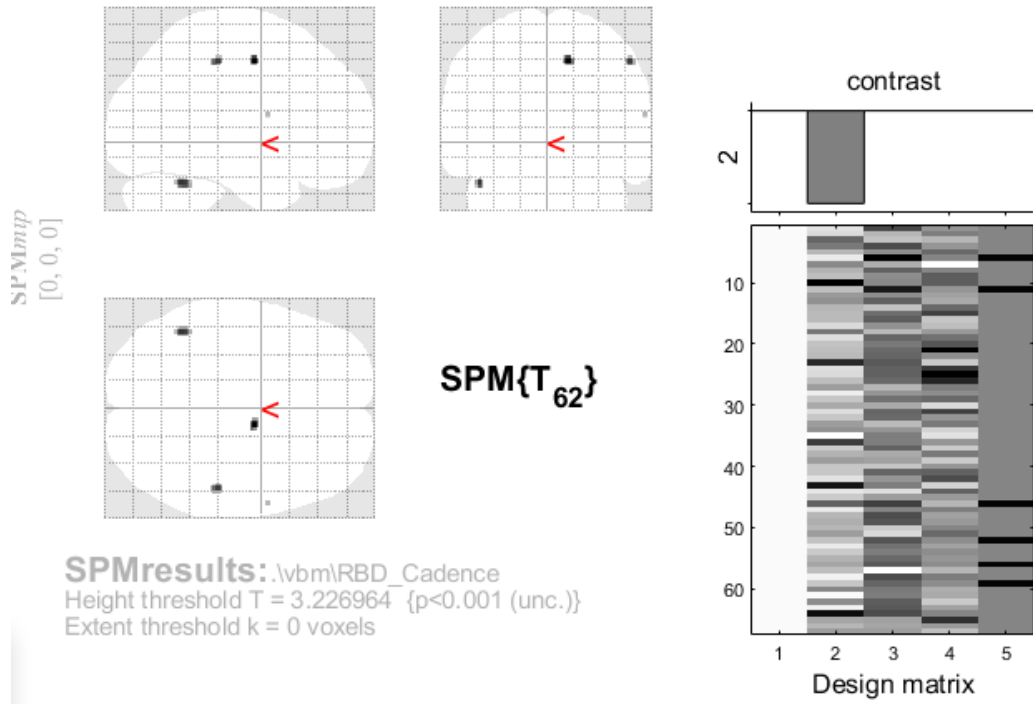 contrast
2
SPMmip
[0, 0, 0]
<
<
<
SPM{T62}
10
20
30
40
50
60
1 2 3 4 5
Design matrix
SPMresults: .\vbm\RBD_Cadence
Height threshold T = 3.226964 {p<0.001 (unc.)}
Extent threshold k = 0 voxels